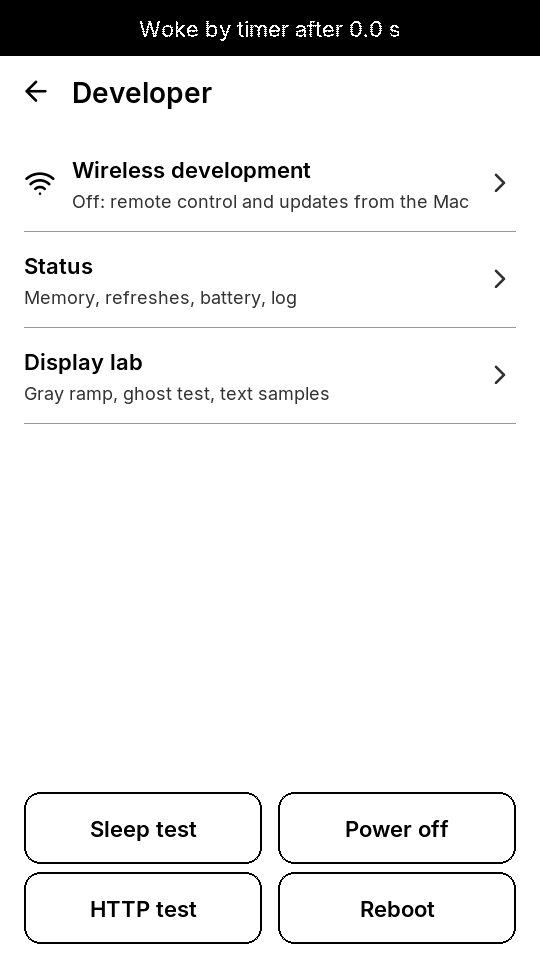 Woke by timer after 0.0 s
Developer
Wireless development
Off: remote control and updates from the Mac
Status
Memory, refreshes, battery, log
Display lab
Gray ramp, ghost test, text samples
Sleep test
Power off
HTTP test
Reboot